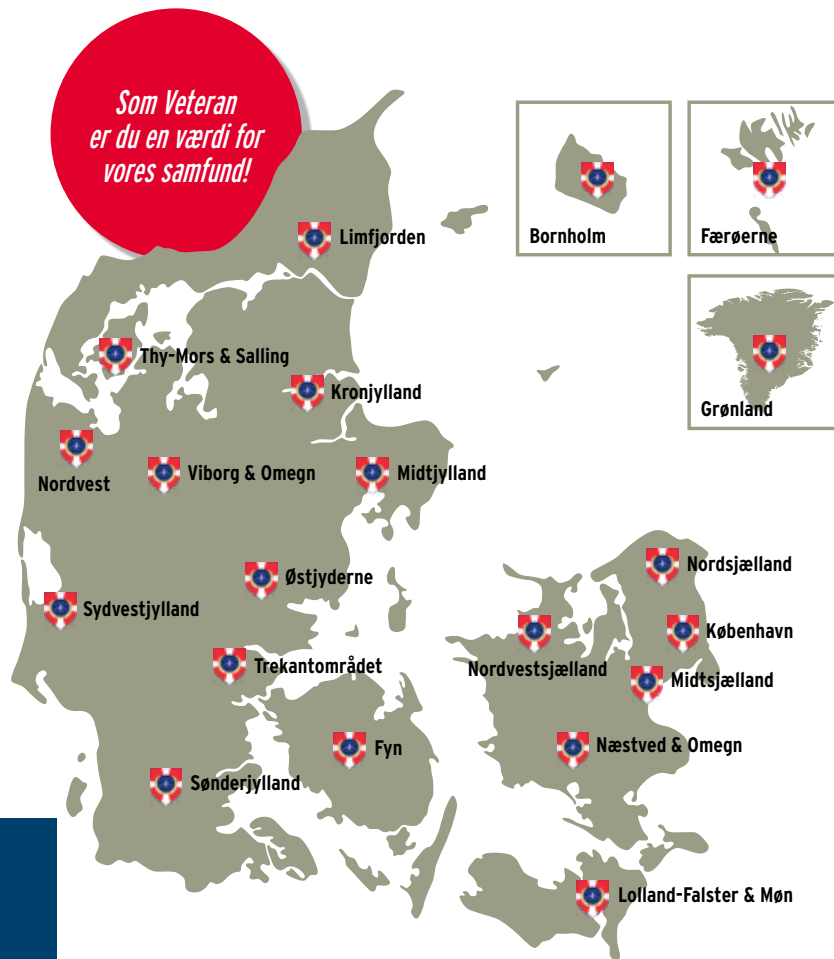 Som Veteran
er du en værdi for
vores samfund!
Bornholm
Færøerne
Limfjorden
Grønland
Thy-Mors & Salling
Kronjylland
Nordvest
Viborg & Omegn
Midtjylland
Østjyderne
Nordsjælland
Sydvestjylland
København
Nordvestsjælland
Trekantområdet
Midtsjælland
Fyn
Næstved & Omegn
Sønderjylland
Lolland-Falster & Møn